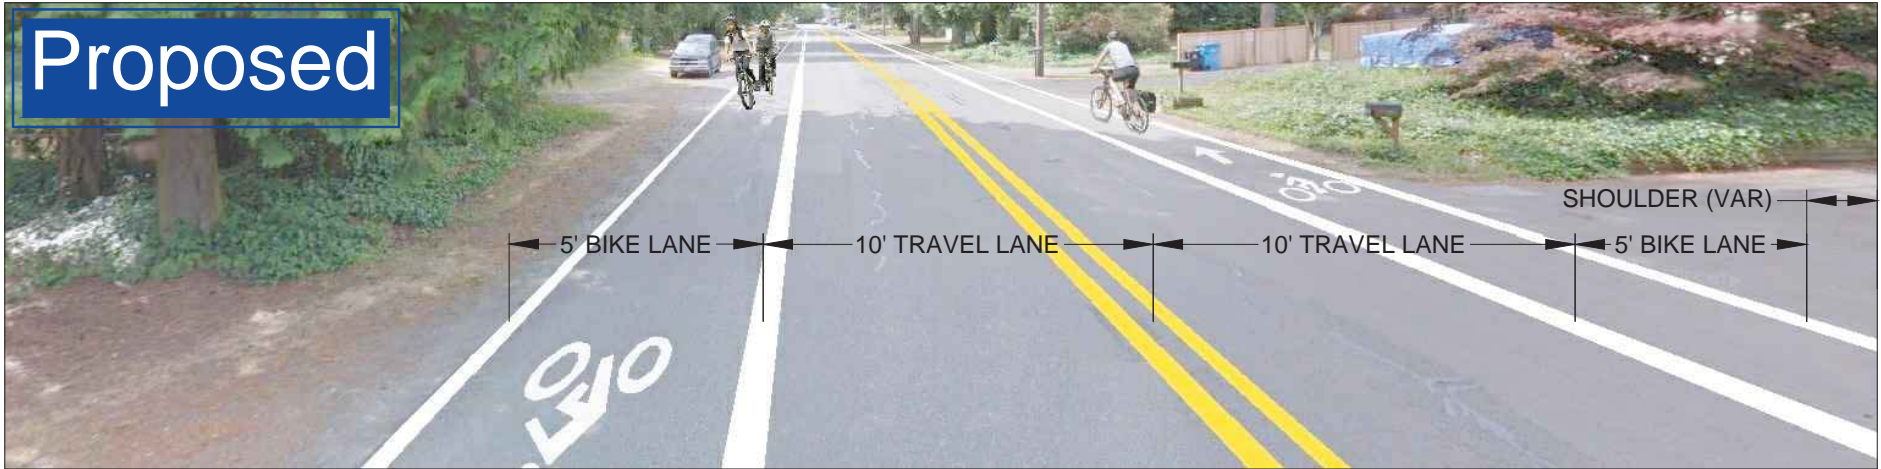 Proposed
SHOULDER (VAR)
5' BIKE LANE
10' TRAVEL LANE
10' TRAVEL LANE
5' BIKE LANE